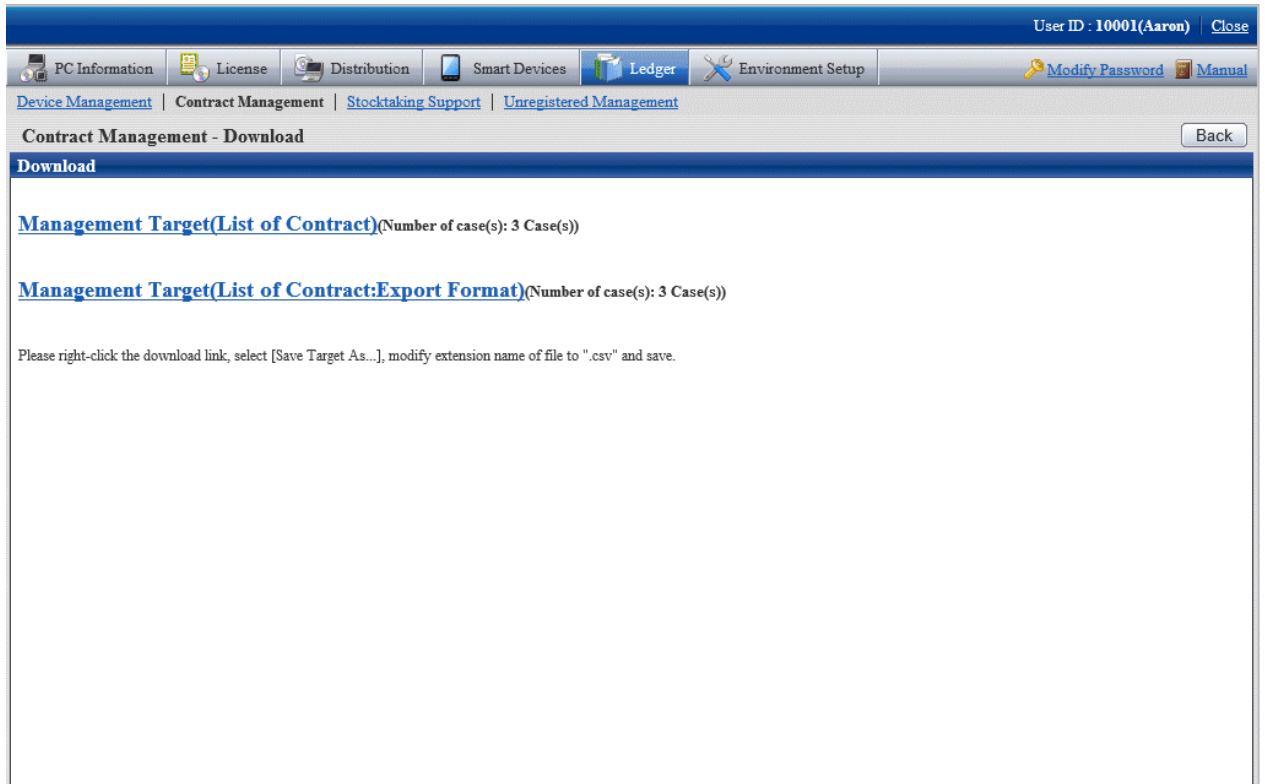 User ID : 10001(Aaron) Close
PC Information License Distribution Smart Devices Ledger Environment Setup Modify Password Manual
Device Management | Contract Management | Stocktaking Support | Unregistered Management
Contract Management - Download Back
Download
Management Target(List of Contract)(Number of case(s): 3 Case(s))
Management Target(List of Contract:Export Format)(Number of case(s): 3 Case(s))
Please right-click the download link, select [Save Target As...], modify extension name of file to ".csv" and save.